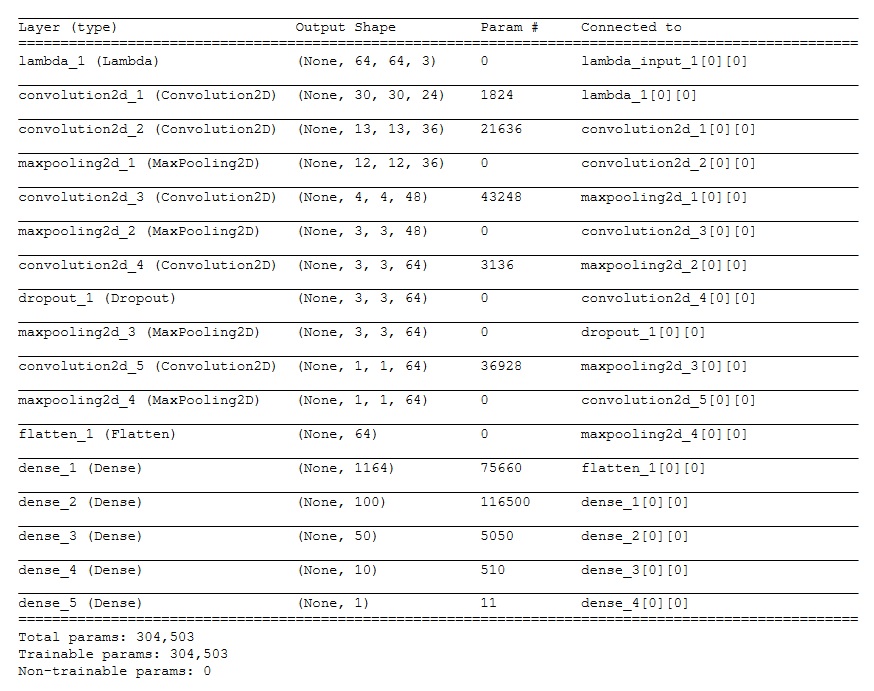 Layer (type) Output Shape Param # Connected to
lambda_1 (Lambda) (None, 64, 64, 3) 0 lambda_input_1[0][0]
convolution2d_1 (Convolution2D) (None, 30, 30, 24) 1824 lambda_1[0][0]
convolution2d_2 (Convolution2D) (None, 13, 13, 36) 21636 convolution2d_1[0][0]
maxpooling2d_1 (MaxPooling2D) (None, 12, 12, 36) 0 convolution2d_2[0][0]
convolution2d_3 (Convolution2D) (None, 4, 4, 48) 43248 maxpooling2d_1[0][0]
maxpooling2d_2 (MaxPooling2D) (None, 3, 3, 48) 0 convolution2d_3[0][0]
convolution2d_4 (Convolution2D) (None, 3, 3, 64) 3136 maxpooling2d_2[0][0]
dropout_1 (Dropout) (None, 3, 3, 64) 0 convolution2d_4[0][0]
maxpooling2d_3 (MaxPooling2D) (None, 3, 3, 64) 0 dropout_1[0][0]
convolution2d_5 (Convolution2D) (None, 1, 1, 64) 36928 maxpooling2d_3[0][0]
maxpooling2d_4 (MaxPooling2D) (None, 1, 1, 64) 0 convolution2d_5[0][0]
flatten_1 (Flatten) (None, 64) 0 maxpooling2d_4[0][0]
dense_1 (Dense) (None, 1164) 75660 flatten_1[0][0]
dense_2 (Dense) (None, 100) 116500 dense_1[0][0]
dense_3 (Dense) (None, 50) 5050 dense_2[0][0]
dense_4 (Dense) (None, 10) 510 dense_3[0][0]
dense_5 (Dense) (None, 1) 11 dense_4[0][0]
Total params: 304,503
Trainable params: 304,503
Non-trainable params: 0